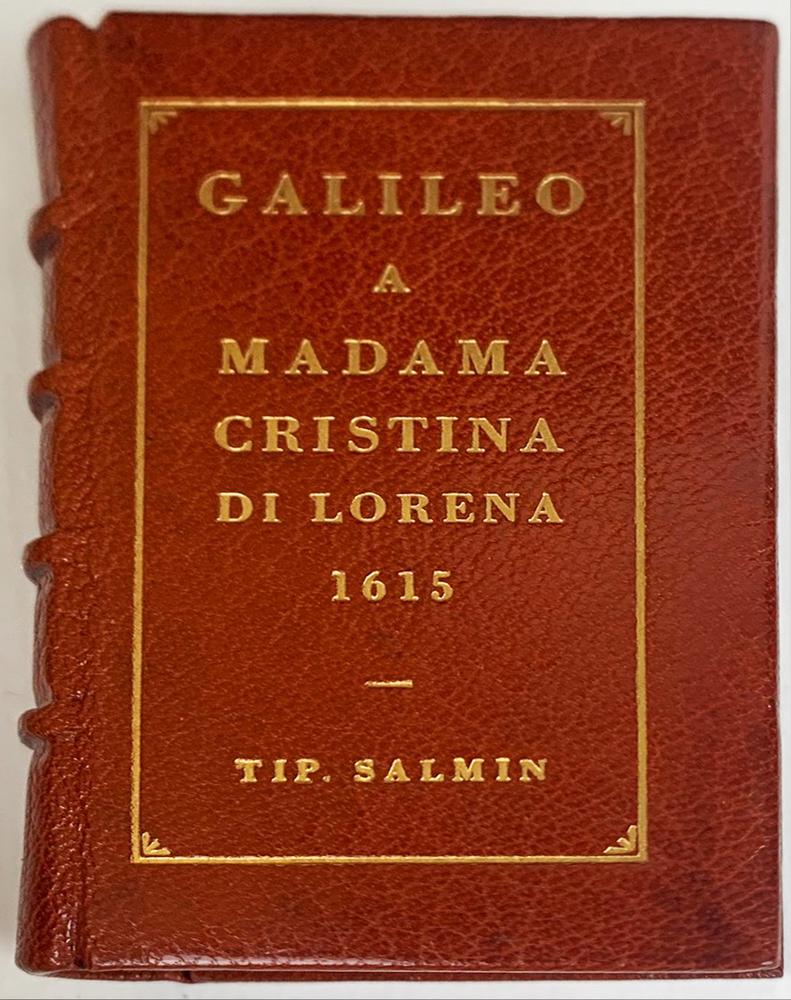 GALILEO
A
MADAMA
CRISTINA
DI LORENA
1615
—
TIP. SALMIN